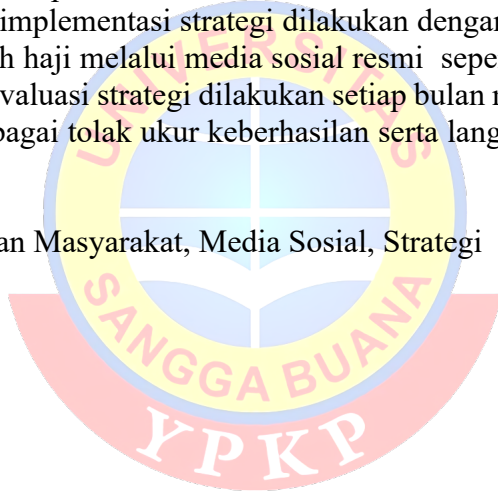 implementasi strategi dilakukan dengan
h haji melalui media sosial resmi sepe
valuasi strategi dilakukan setiap bulan
bagai tolak ukur keberhasilan serta lang
an Masyarakat, Media Sosial, Strategi
UNIVERSITAS
SANGGA BUANA
YPKP